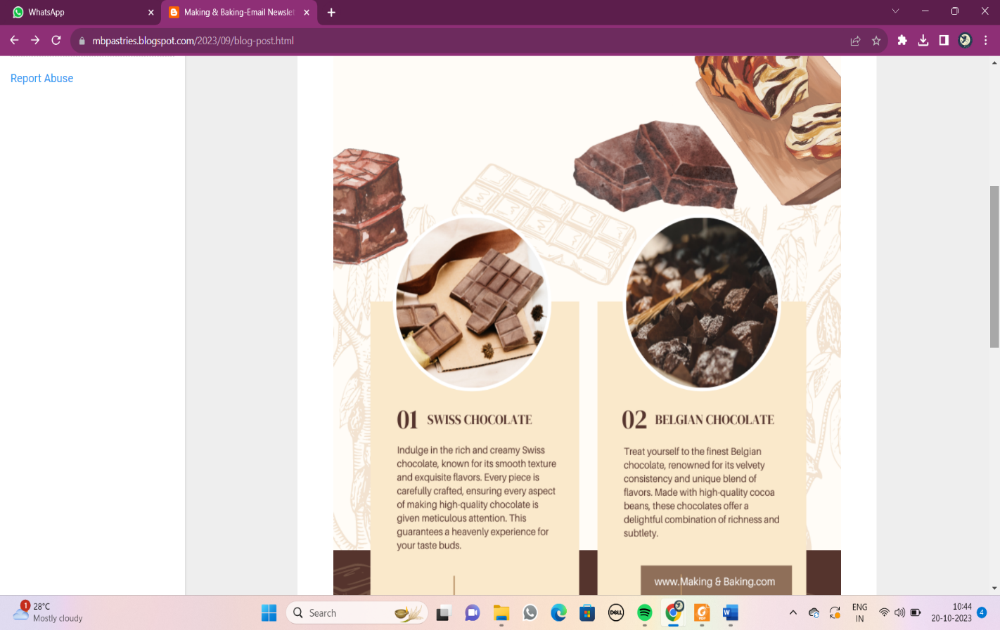 WhatsApp
Making & Baking-Email Newslet
mbpastries.blogspot.com/2023/09/blog-post.html
Report Abuse
01 SWISS CHOCOLATE
Indulge in the rich and creamy Swiss
chocolate, known for its smooth texture
and exquisite flavors. Every piece is
carefully crafted, ensuring every aspect
of making high-quality chocolate is
given meticulous attention. This
guarantees a heavenly experience for
your taste buds.
02 BELGIAN CHOCOLATE
Treat yourself to the finest Belgian
chocolate, renowned for its velvety
consistency and unique blend of
flavors. Made with high-quality cocoa
beans, these chocolates offer a
delightful combination of richness and
subtlety.
www.Making & Baking.com
1
28°C
Mostly cloudy
Search
DELL
PDF
W
ENG
IN
10:44
20-10-2023
4